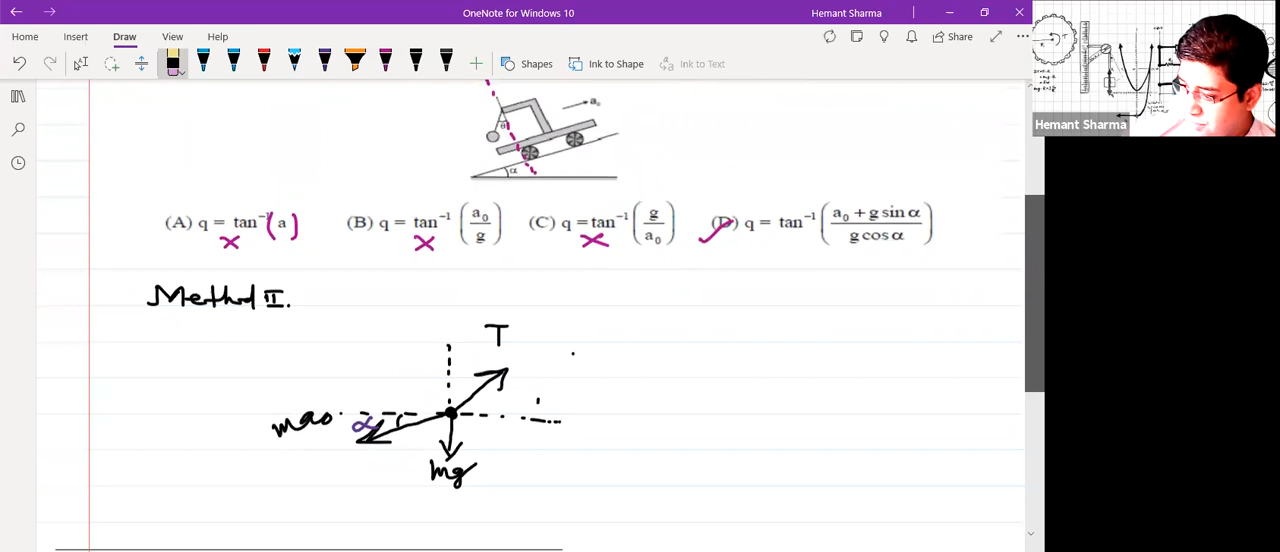 OneNote for Windows 10
Hemant Sharma
Home Insert Draw View Help
Share
Shapes
Ink to Shape
Ink to Text
a₀
θ
α
(A) q = tan⁻¹(a)
(B) q = tan⁻¹ (a₀/g)
(C) q = tan⁻¹ (g/a₀)
(D) q = tan⁻¹ ((a₀ + g sin α)/(g cos α))
Method II.
T
ma₀
α
mg
Hemant Sharma